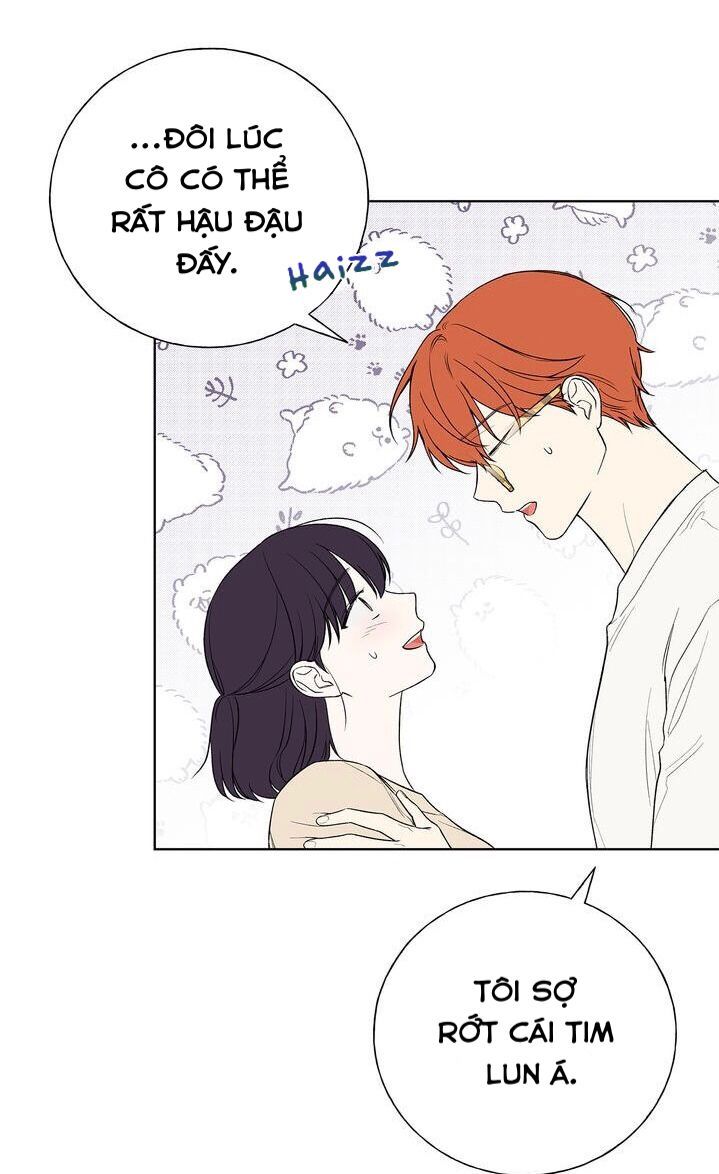 ...ĐÔI LÚC
CÔ CÓ THỂ
RẤT HẬU ĐẬU
ĐẤY.
Haizz
TÔI SỢ
RỚT CÁI TIM
LUN Á.